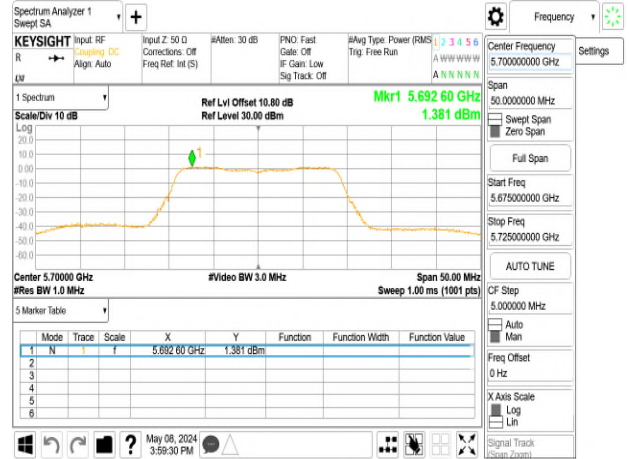 Spectrum Analyzer 1
Swept SA
+
Frequency
KEYSIGHT
R
Input: RF
Coupling: DC
Align: Auto
Input Z: 50 Ω
Corrections: Off
Freq Ref: Int (S)
#Atten: 30 dB
PNO: Fast
Gate: Off
IF Gain: Low
Sig Track: Off
#Avg Type: Power (RMS
Trig: Free Run
1 2 3 4 5 6
A W W W W W
A N N N N N
Center Frequency
5.700000000 GHz
Settings
Span
50.0000000 MHz
Swept Span
Zero Span
Full Span
Start Freq
5.675000000 GHz
Stop Freq
5.725000000 GHz
AUTO TUNE
CF Step
5.000000 MHz
Auto
Man
Freq Offset
0 Hz
X Axis Scale
Log
Lin
Signal Track
(Span Zoom)
1 Spectrum
Scale/Div 10 dB
Log
Ref Lvl Offset 10.80 dB
Ref Level 30.00 dBm
Mkr1 5.692 60 GHz
1.381 dBm
20.0
10.0
0.00
-10.0
-20.0
-30.0
-40.0
-50.0
-60.0
1
Center 5.70000 GHz
#Res BW 1.0 MHz
#Video BW 3.0 MHz
Span 50.00 MHz
Sweep 1.00 ms (1001 pts)
5 Marker Table
Mode Trace Scale X Y Function Function Width Function Value
1 N 1 f 5.692 60 GHz 1.381 dBm
2
3
4
5
6
?
May 08, 2024
3:59:30 PM